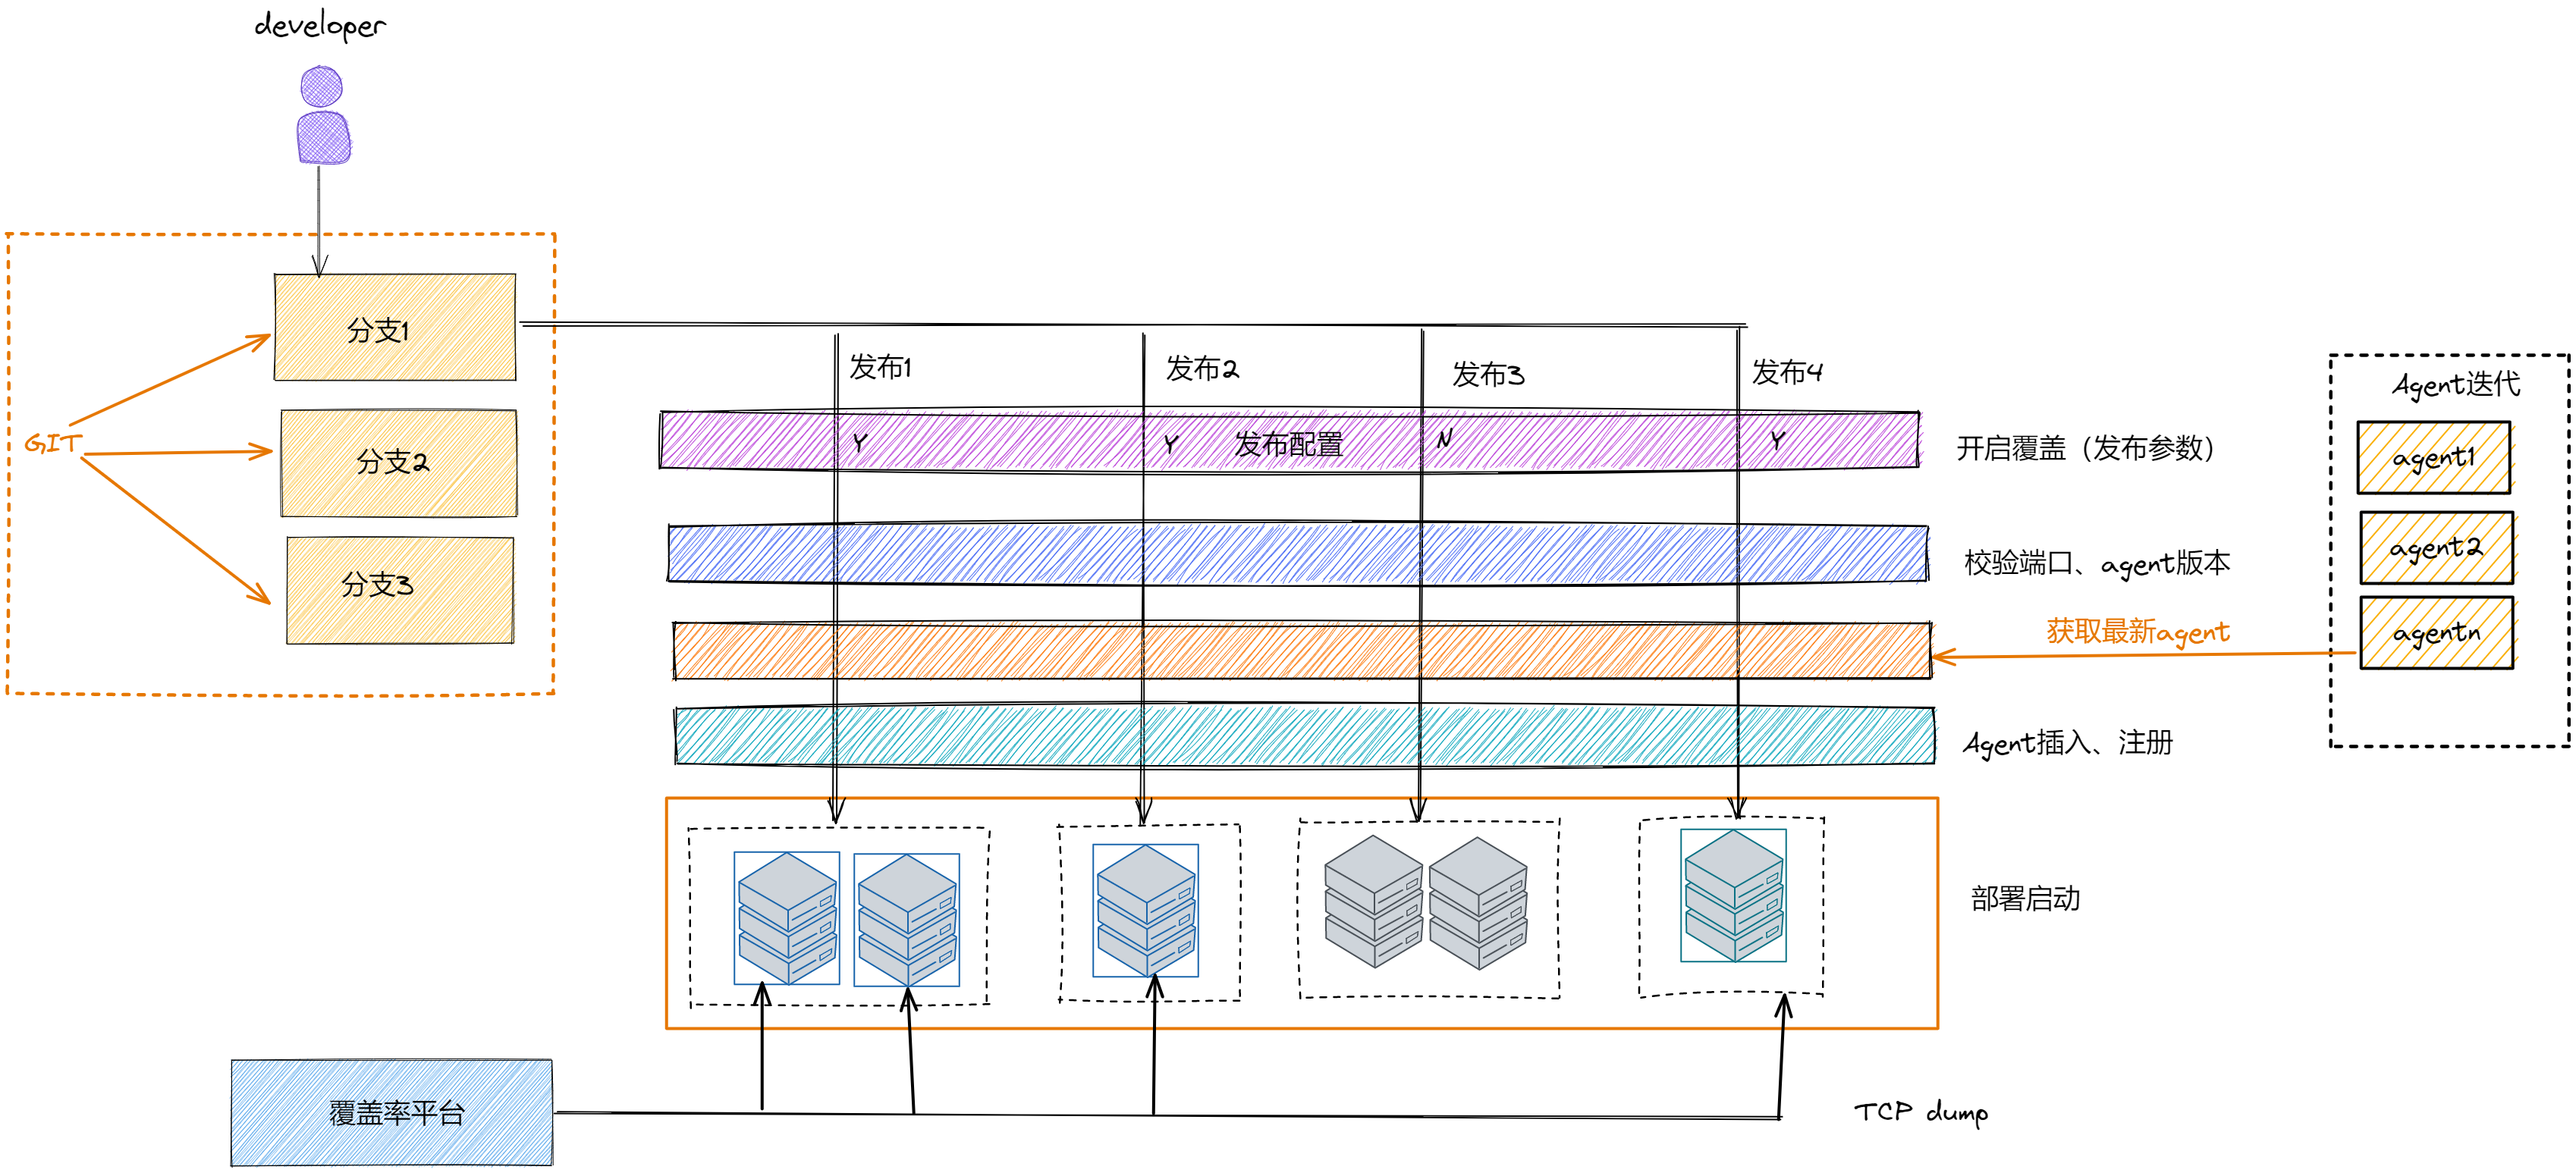 developer
分支1
GIT
分支2
分支3
发布1
发布2
发布3
发布4
Y
Y
发布配置
N
Y
开启覆盖（发布参数）
校验端口、agent版本
获取最新agent
Agent插入、注册
部署启动
Agent迭代
agent1
agent2
agentn
覆盖率平台
TCP dump